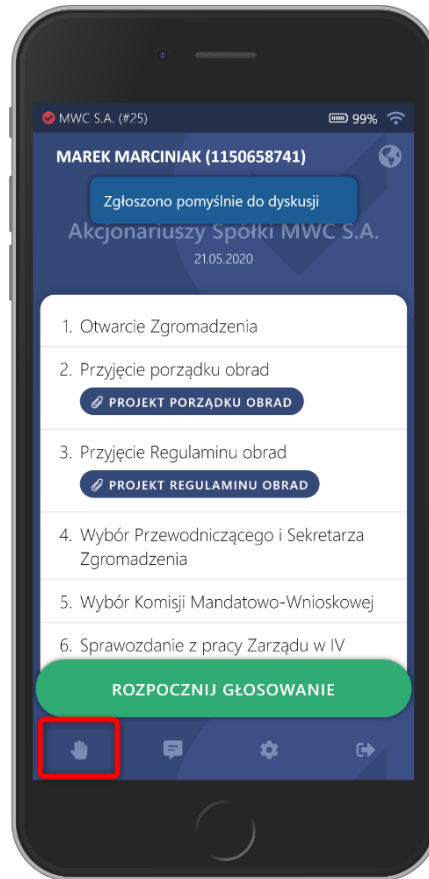 MWC S.A. (#25)
99%
MAREK MARCINIAK (1150658741)
Zgłoszono pomyślnie do dyskusji
Akcjonariuszy Spółki MWC S.A.
21.05.2020
1. Otwarcie Zgromadzenia
2. Przyjęcie porządku obrad
PROJEKT PORZĄDKU OBRAD
3. Przyjęcie Regulaminu obrad
PROJEKT REGULAMINU OBRAD
4. Wybór Przewodniczącego i Sekretarza
Zgromadzenia
5. Wybór Komisji Mandatowo-Wnioskowej
6. Sprawozdanie z pracy Zarządu w IV
ROZPOCZNIJ GŁOSOWANIE